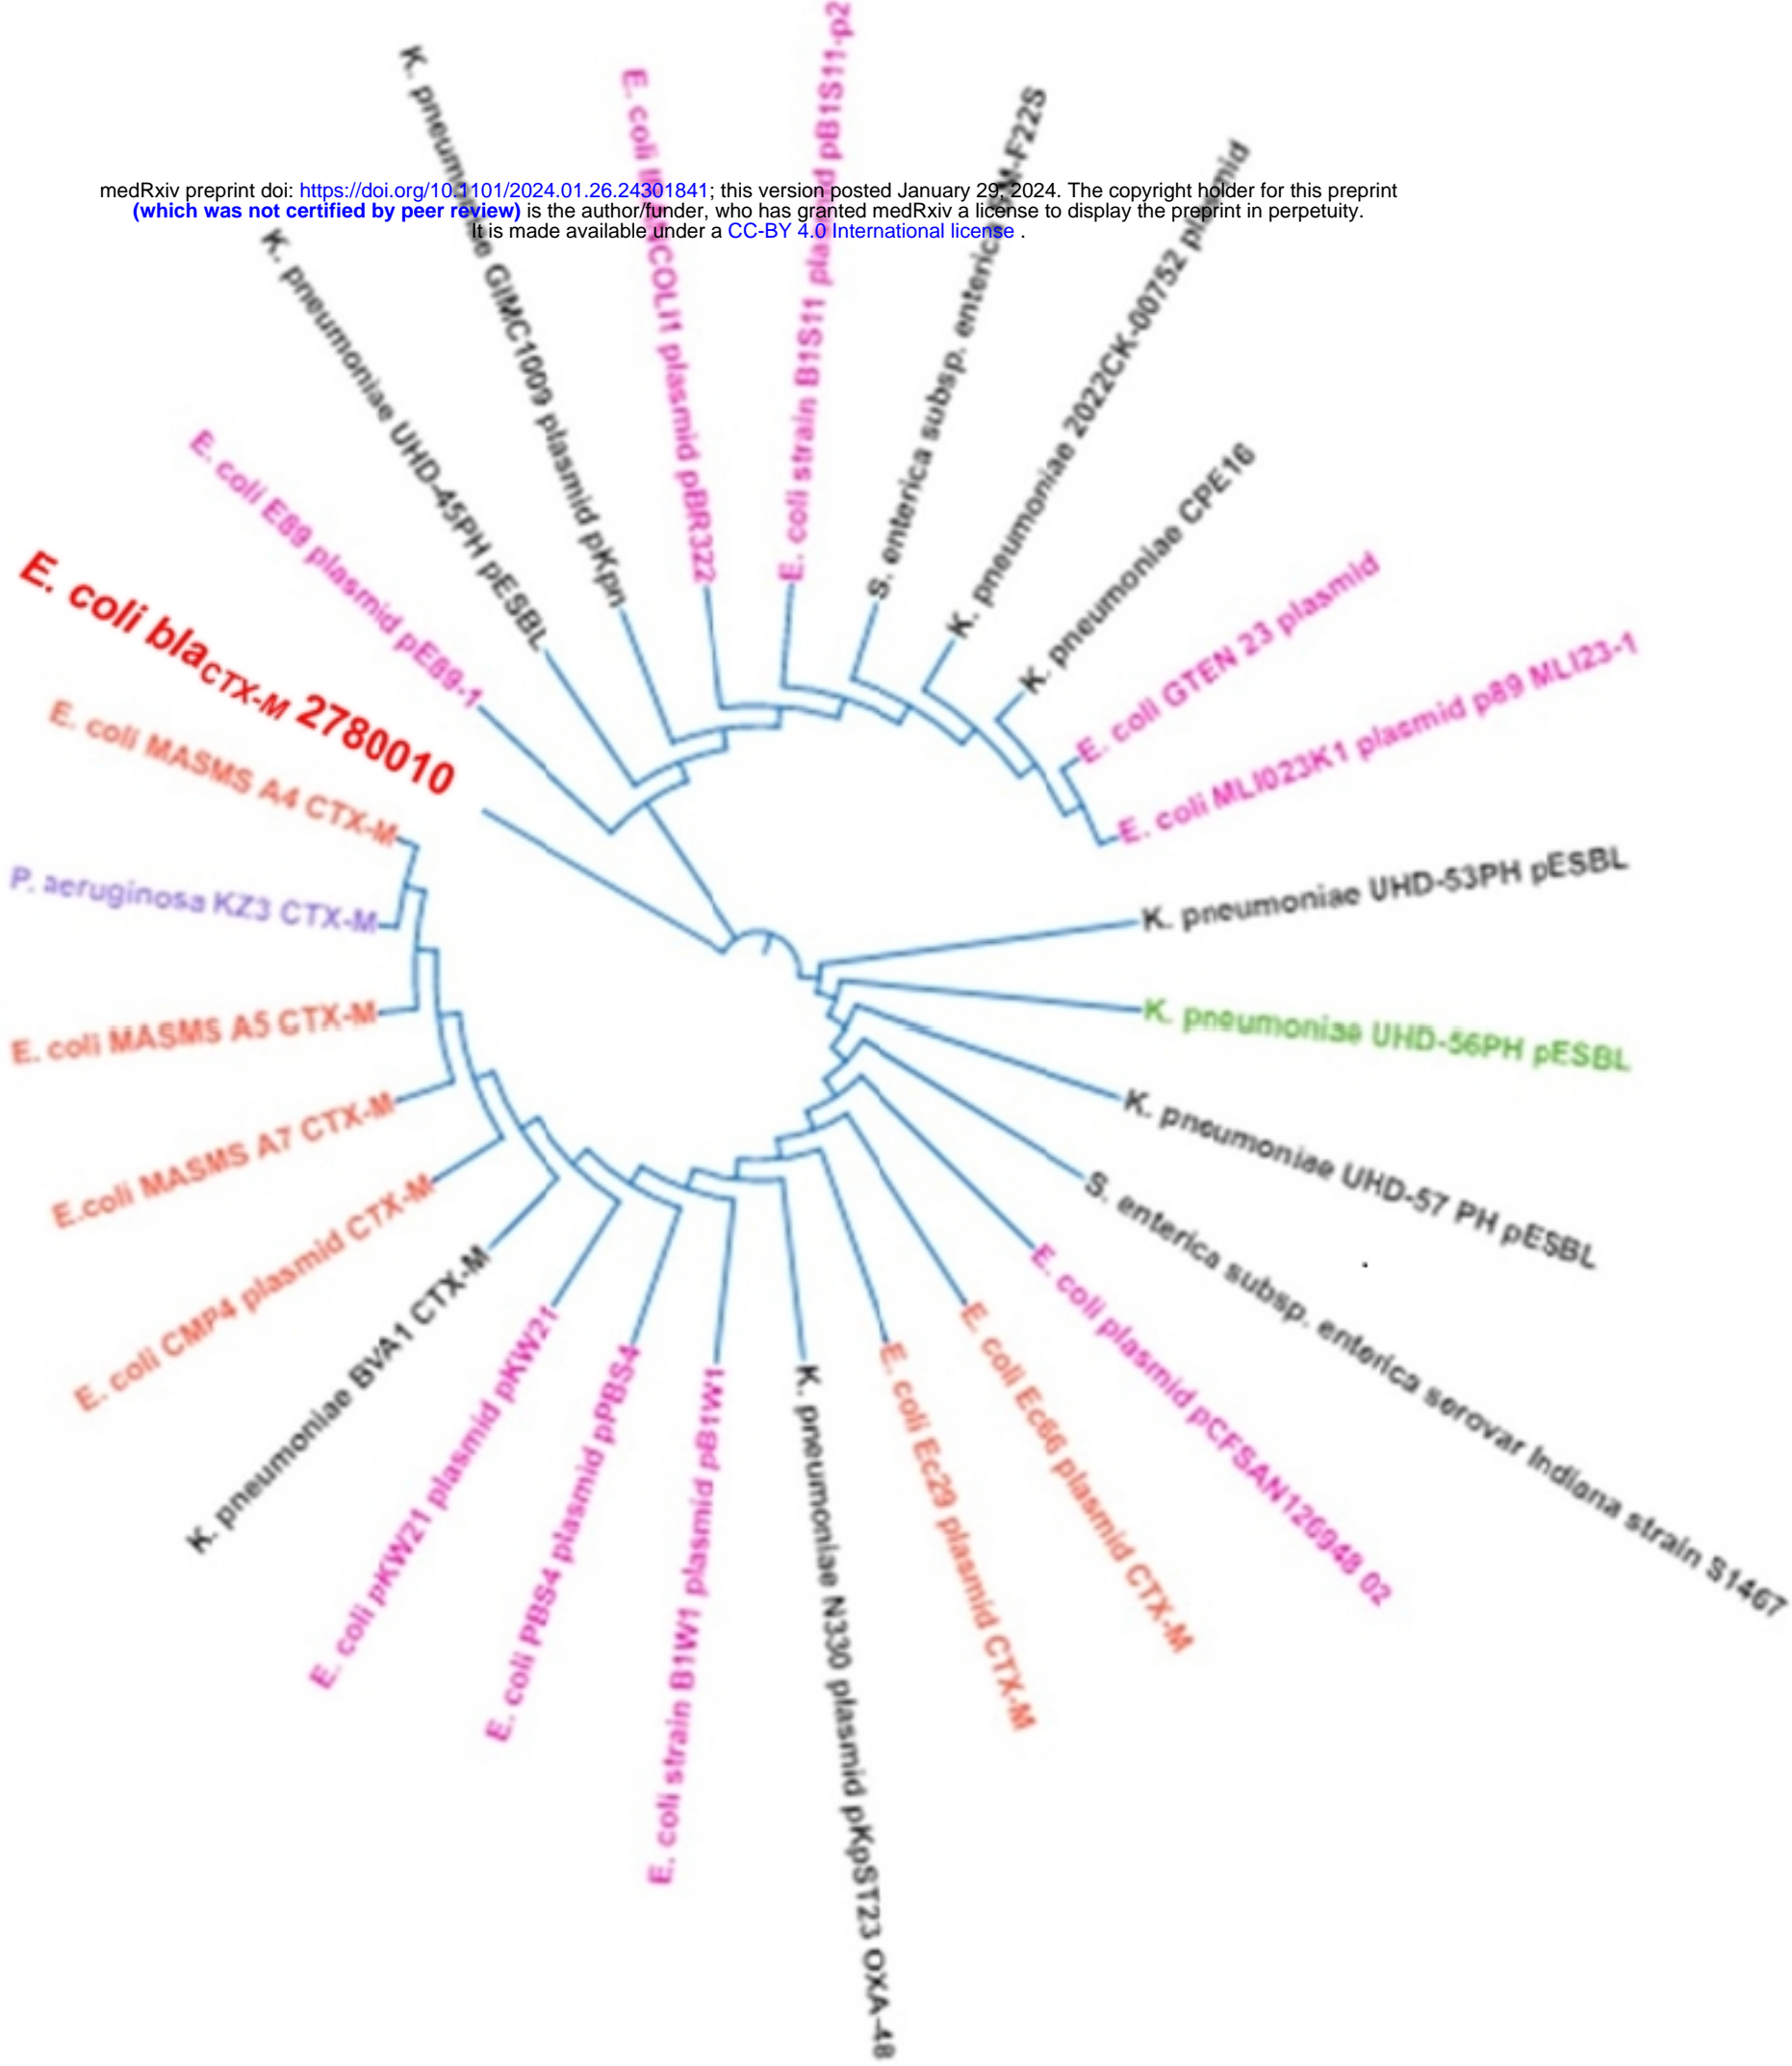 medRxiv preprint doi: https://doi.org/10.1101/2024.01.26.24301841; this version posted January 29, 2024. The copyright holder for this preprint
(which was not certified by peer review) is the author/funder, who has granted medRxiv a license to display the preprint in perpetuity.
It is made available under a CC-BY 4.0 International license .
E. coli blaCTX-M 2780010
E. coli E89 plasmid pE89-1
K. pneumoniae UHD-45PH pESBL
K. pneumoniae GIMC1009 plasmid pKpn
E. coli plasmid pBR322
E. coli strain B1S11 plasmid pB1S11-p2
S. enterica subsp. enterica
K. pneumoniae 2022CK-00752 plasmid
K. pneumoniae CPE16
E. coli GTEN 23 plasmid
E. coli MLI023K1 plasmid p89 MLI23-1
K. pneumoniae UHD-53PH pESBL
K. pneumoniae UHD-56PH pESBL
K. pneumoniae UHD-57 PH pESBL
S. enterica subsp. enterica serovar Indiana strain S1467
E. coli plasmid pCFSAN126948 02
E. coli Ec66 plasmid CTX-M
E. coli Ec29 plasmid CTX-M
K. pneumoniae N330 plasmid pKpST23 OXA-48
E. coli strain B1W1 plasmid pB1W1
E. coli PBS4 plasmid pPBS4
E. coli pKW21 plasmid pKW21
K. pneumoniae BVA1 CTX-M
E. coli CMP4 plasmid CTX-M
E.coli MASMS A7 CTX-M
E. coli MASMS A5 CTX-M
P. aeruginosa KZ3 CTX-M
E. coli MASMS A4 CTX-M